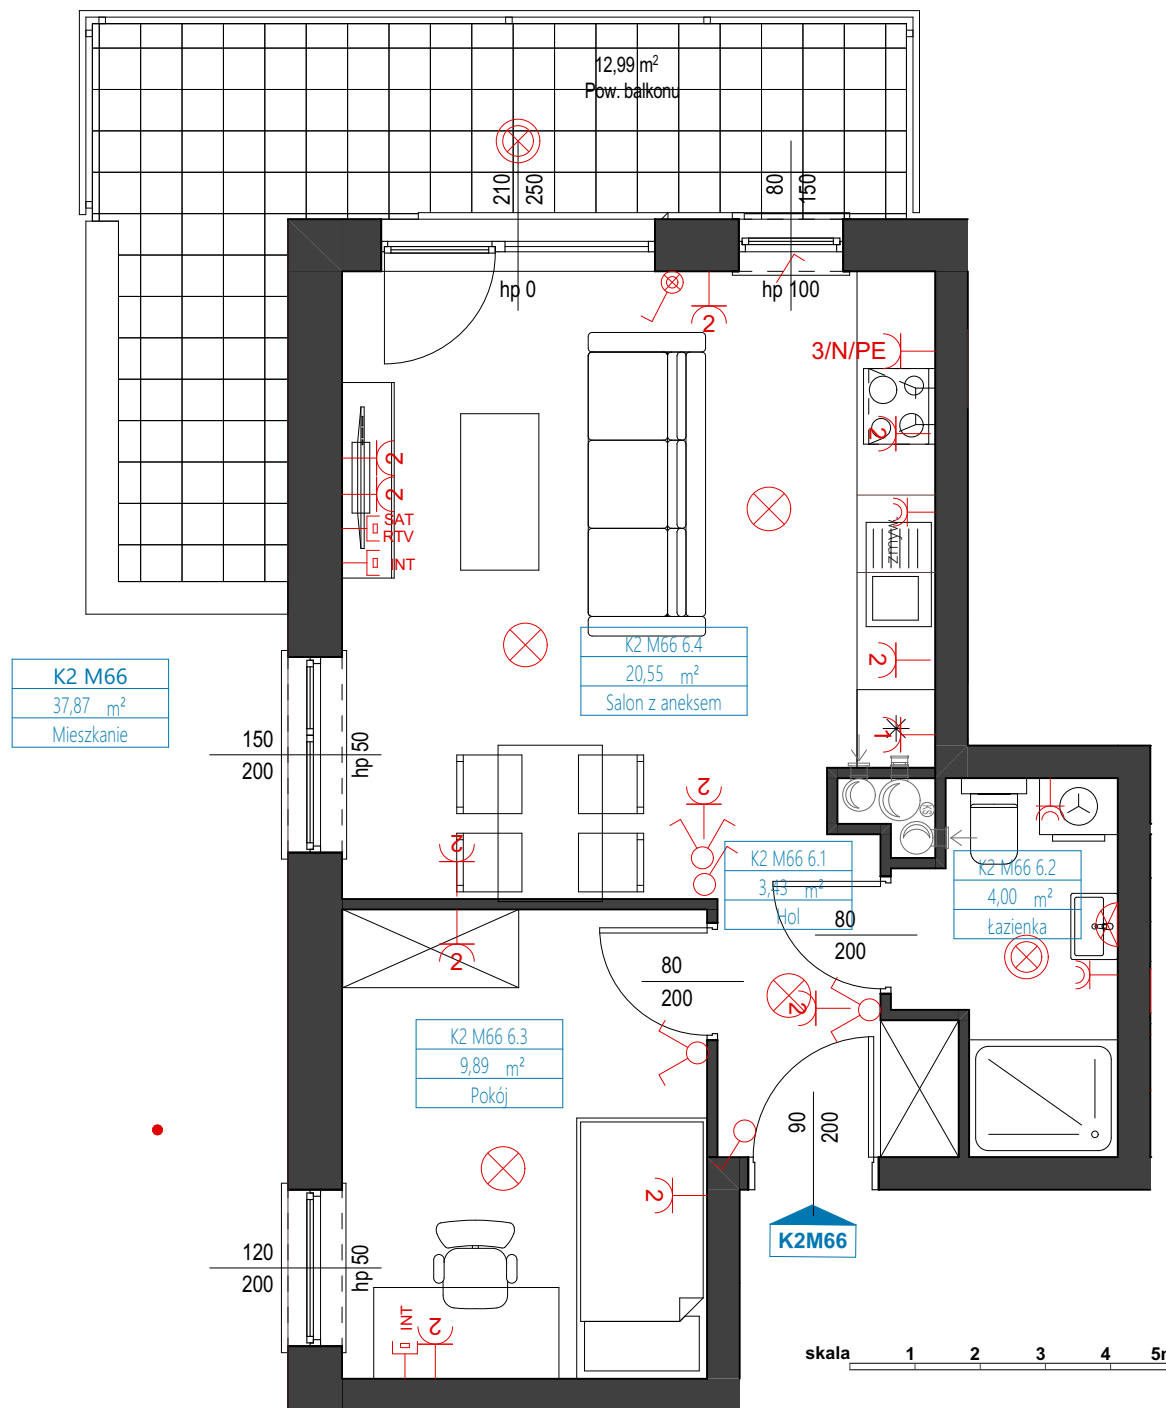 12,99 m²
Pow. balkonu
210
250
80
150
hp 0
hp 100
2
3/N/PE
2
2
2
SAT
RTV
INT
zmyw
K2 M66 6.4
20,55 m²
Salon z aneksem
2
K2 M66
37,87 m²
Mieszkanie
150
200
hp 50
1
2
KS
2
K2 M66 6.1
3,43 m²
Hol
K2 M66 6.2
4,00 m²
Łazienka
80
200
2
80
200
2
K2 M66 6.3
9,89 m²
Pokój
90
200
2
K2M66
120
200
hp 50
INT
2
skala 1 2 3 4 5m